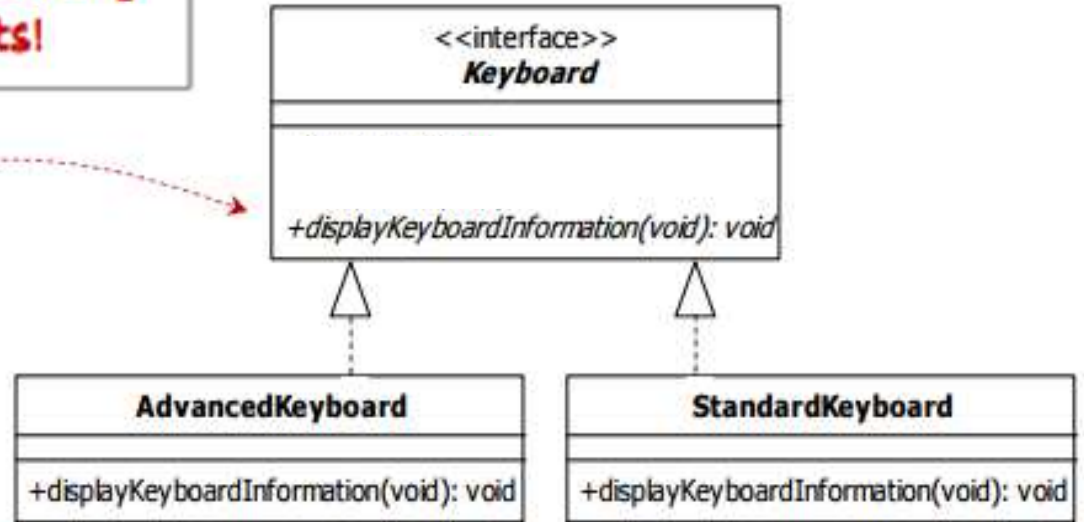 ts!
<<interface>>
Keyboard
+displayKeyboardInformation(void): void
AdvancedKeyboard
+displayKeyboardInformation(void): void
StandardKeyboard
+displayKeyboardInformation(void): void